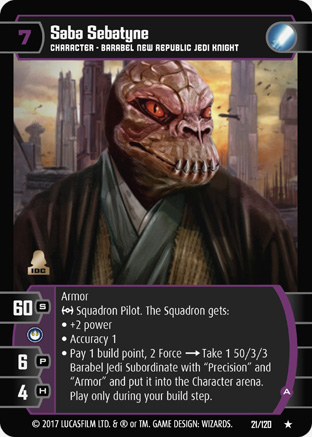 7 Saba Sebatyne
CHARACTER • BARABEL NEW REPUBLIC JEDI KNIGHT
IDC
60 S
6 P
4 H
Armor
Squadron Pilot. The Squadron gets:
• +2 power
• Accuracy 1
• Pay 1 build point, 2 Force → Take 1 50/3/3
Barabel Jedi Subordinate with “Precision” and
“Armor” and put it into the Character arena.
Play only during your build step.
A
© 2017 LUCASFILM LTD. & ® or TM. GAME DESIGN: WIZARDS. 21/120 ★